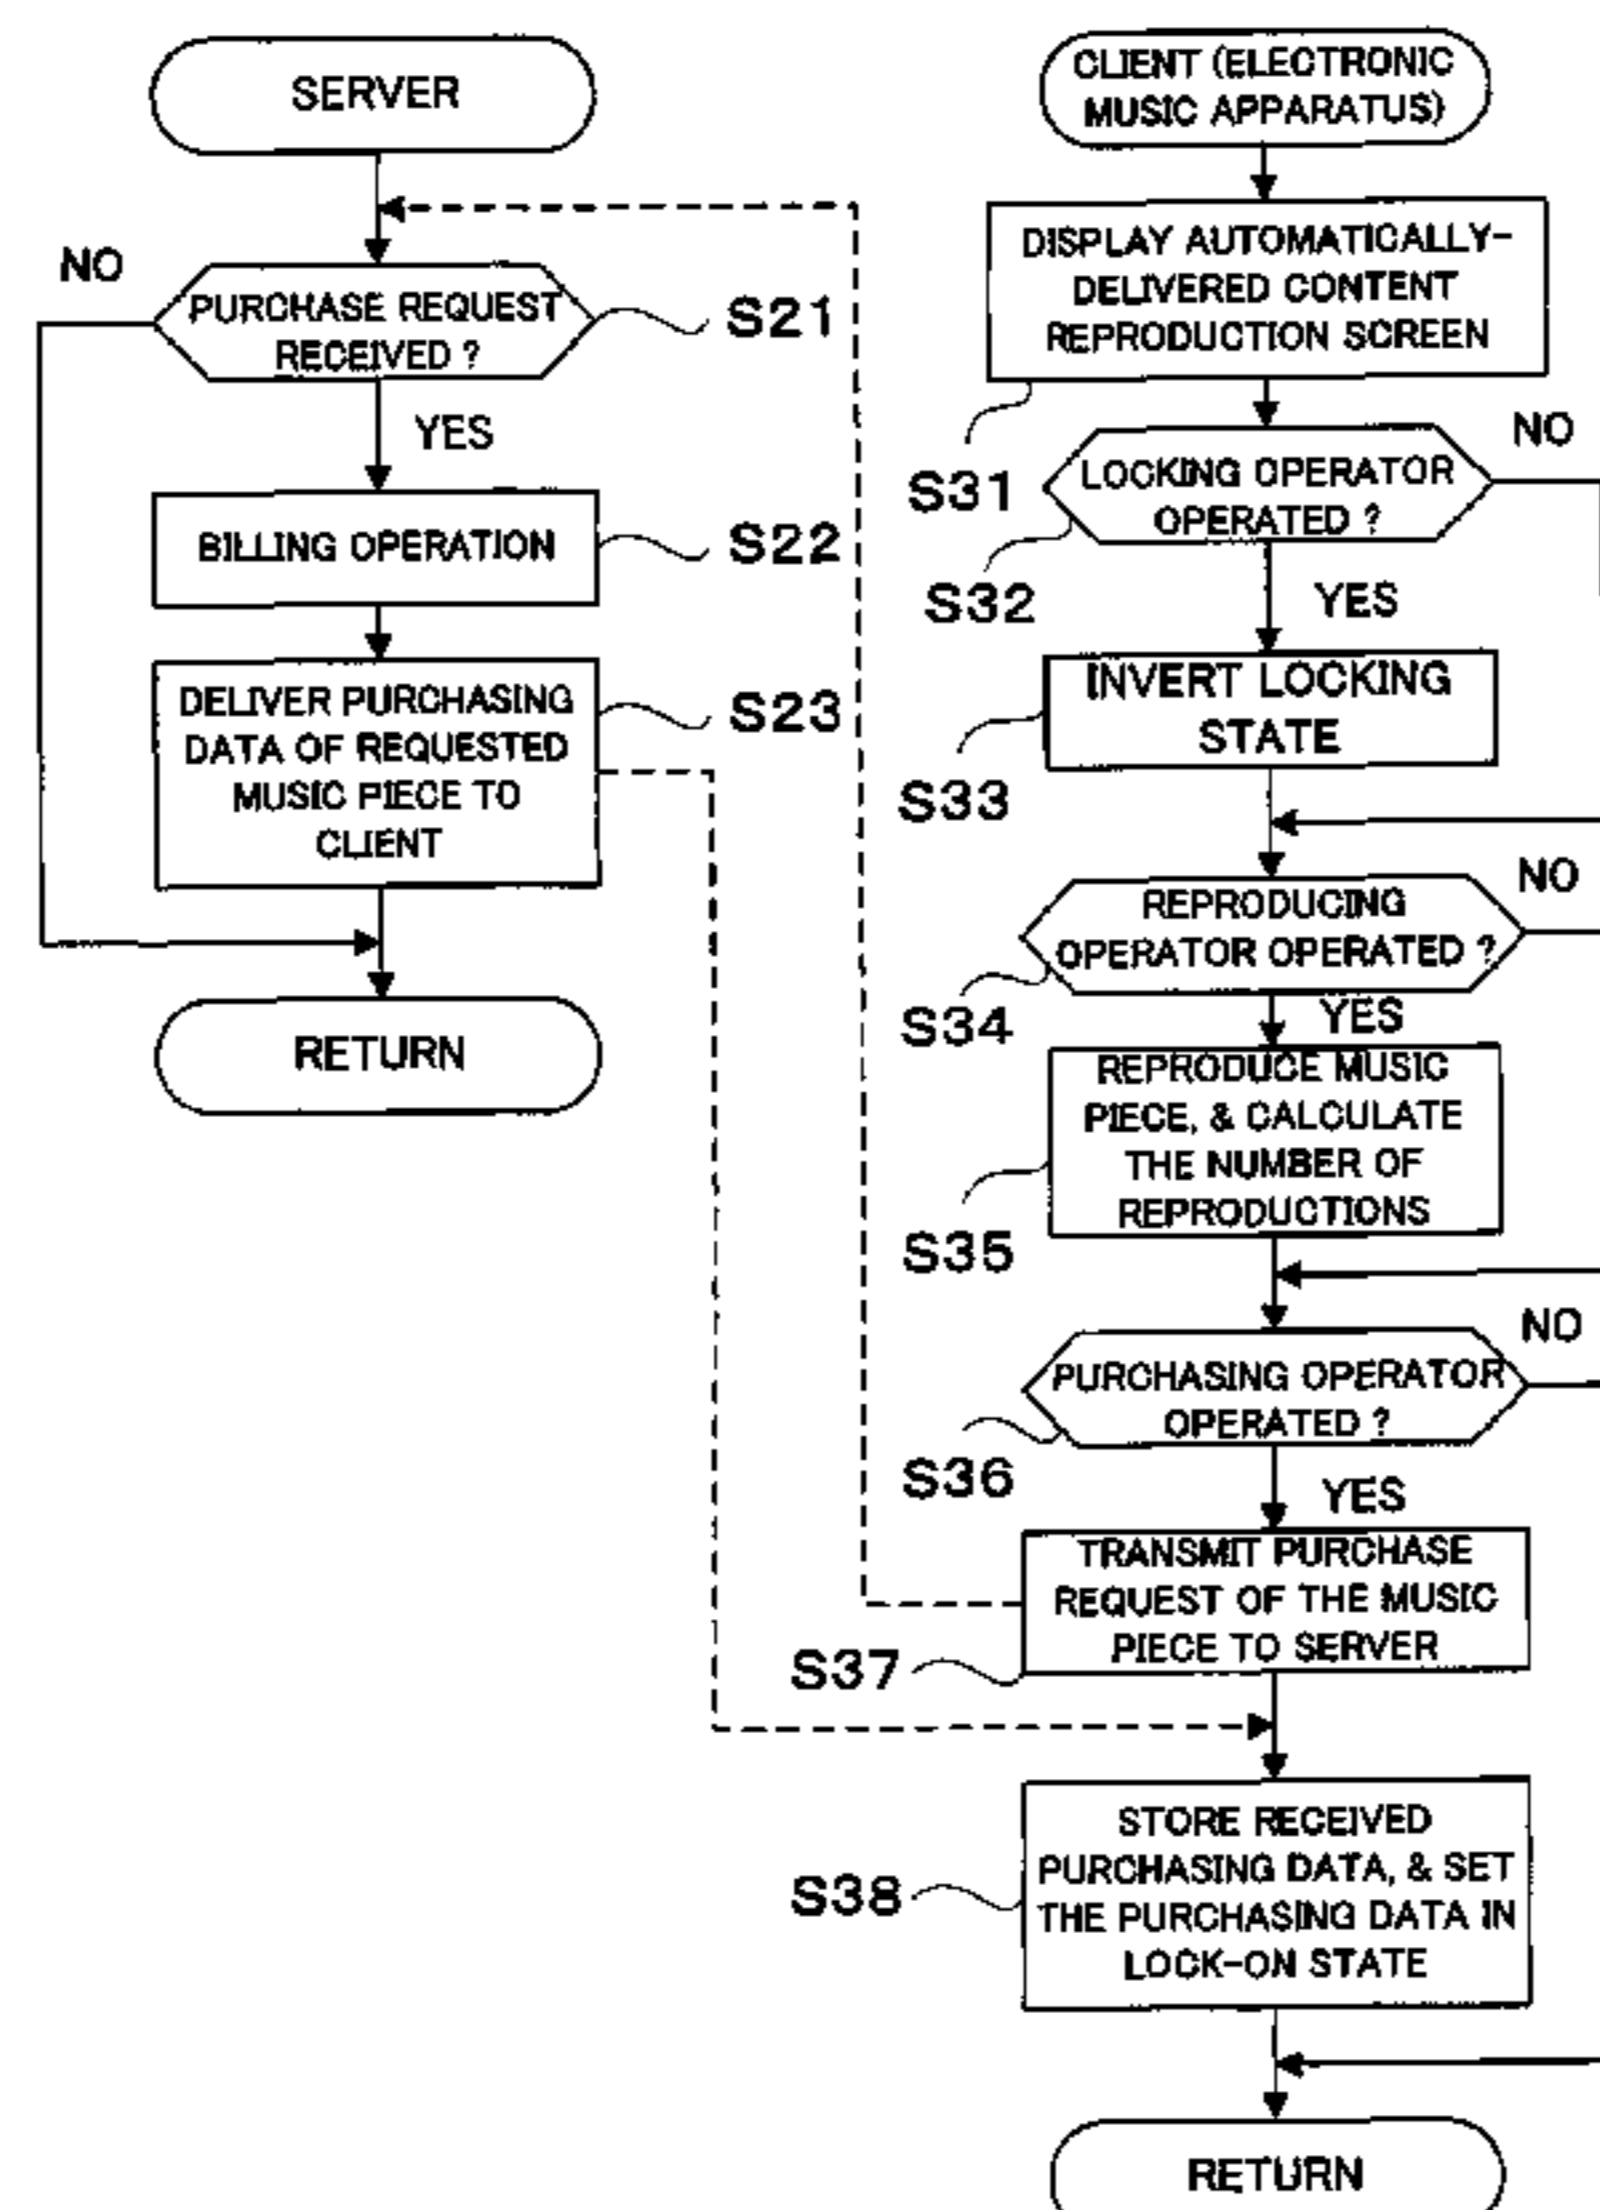 SERVER
NO
PURCHASE REQUEST
RECEIVED ?
S21
YES
BILLING OPERATION
S22
DELIVER PURCHASING
DATA OF REQUESTED
MUSIC PIECE TO
CLIENT
S23
RETURN
CLIENT (ELECTRONIC
MUSIC APPARATUS)
DISPLAY AUTOMATICALLY-
DELIVERED CONTENT
REPRODUCTION SCREEN
S31
NO
LOCKING OPERATOR
OPERATED ?
S32
YES
INVERT LOCKING
STATE
S33
NO
REPRODUCING
OPERATOR OPERATED ?
S34
YES
REPRODUCE MUSIC
PIECE, & CALCULATE
THE NUMBER OF
REPRODUCTIONS
S35
NO
PURCHASING OPERATOR
OPERATED ?
S36
YES
TRANSMIT PURCHASE
REQUEST OF THE MUSIC
PIECE TO SERVER
S37
STORE RECEIVED
PURCHASING DATA, & SET
THE PURCHASING DATA IN
LOCK-ON STATE
S38
RETURN